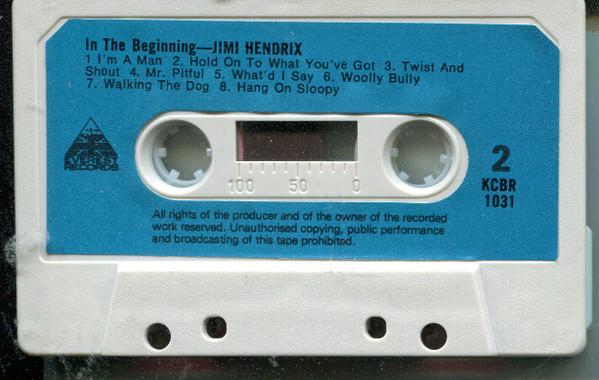 In The Beginning—JIMI HENDRIX
1 I'm A Man 2. Hold On To What You've Got 3. Twist And
Shout 4. Mr. Pitful 5. What'd I Say 6. Woolly Bully
7. Walking The Dog 8. Hang On Sloopy
EVEREST
RECORDS
100 50 0
2
KCBR
1031
All rights of the producer and of the owner of the recorded
work reserved. Unauthorised copying, public performance
and broadcasting of this tape prohibited.